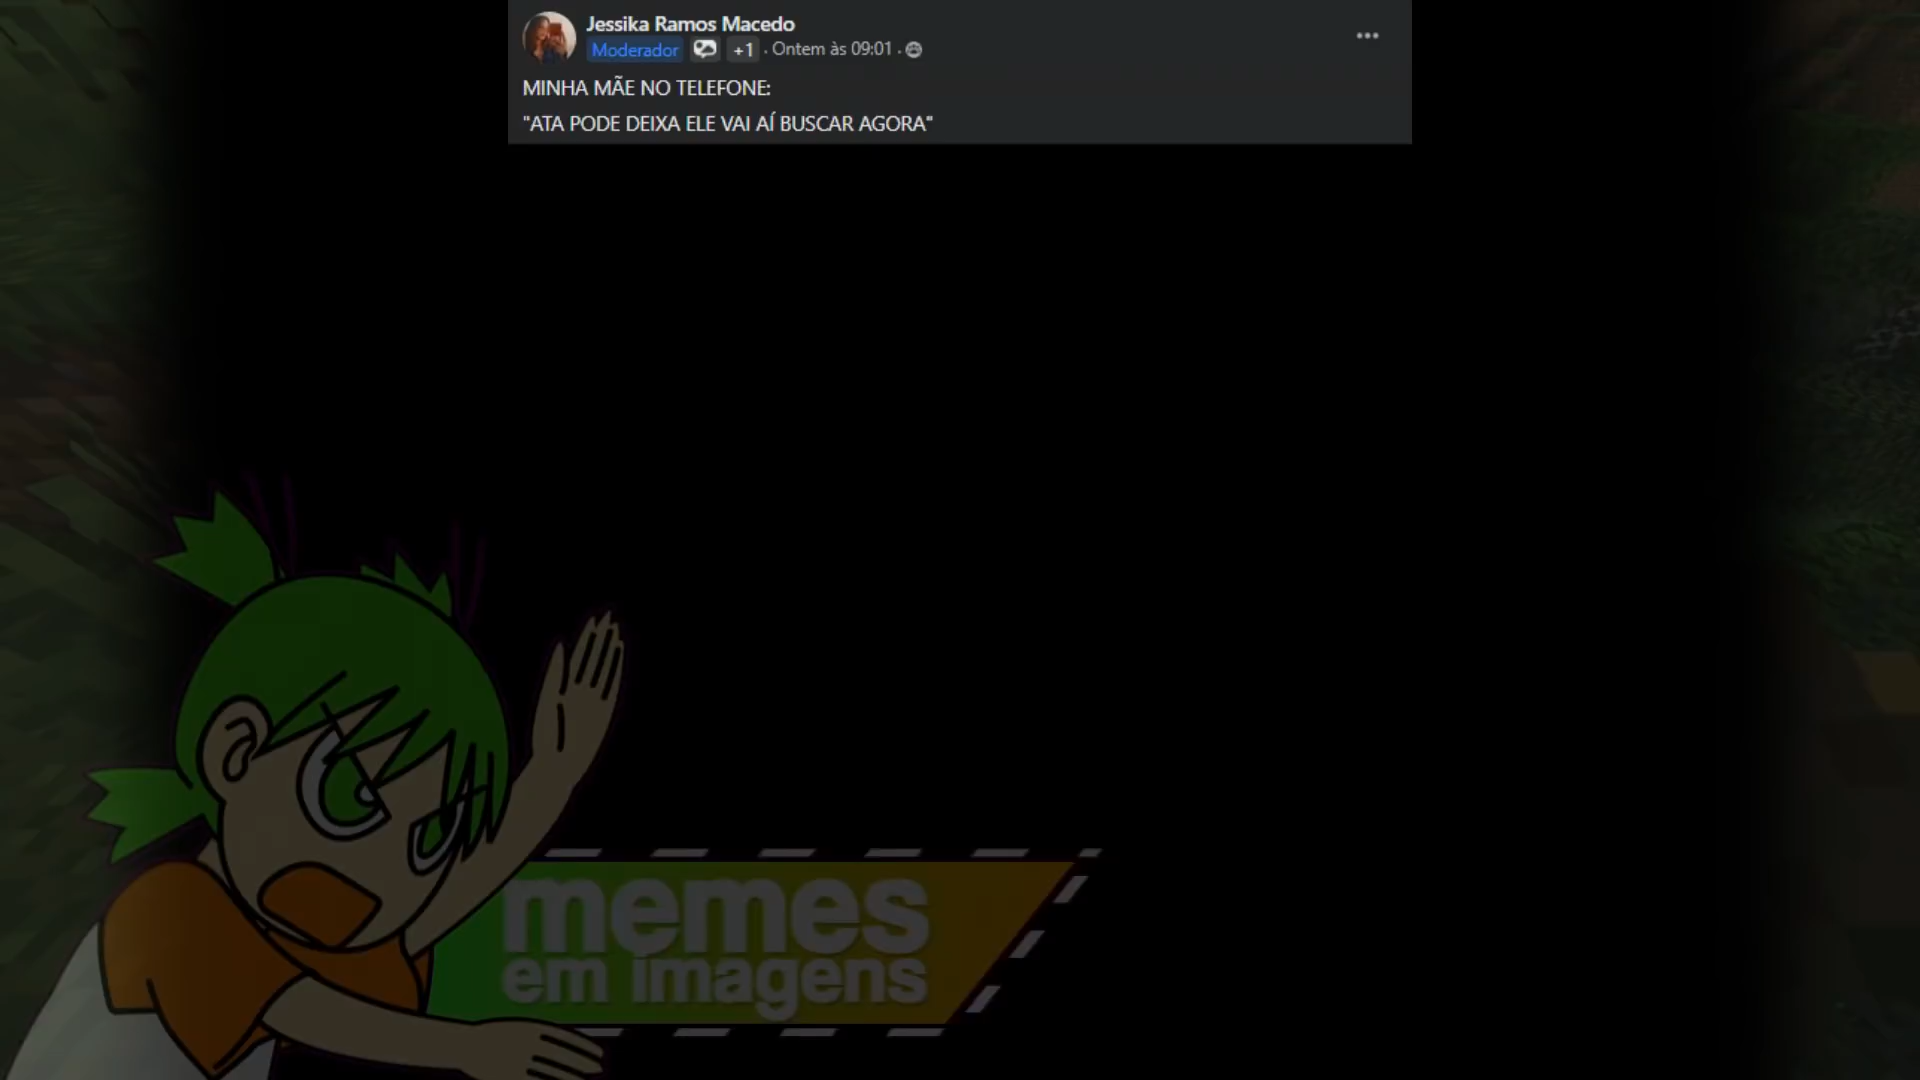 Jessika Ramos Macedo
Moderador +1 · Ontem às 09:01 ·
MINHA MÃE NO TELEFONE:
"ATA PODE DEIXA ELE VAI AÍ BUSCAR AGORA"
memes
em imagens